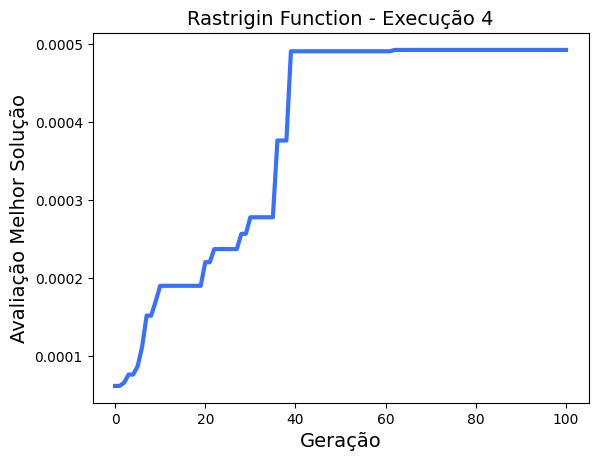 Rastrigin Function - Execução 4
Avaliação Melhor Solução
0.0005
0.0004
0.0003
0.0002
0.0001
0 20 40 60 80 100
Geração